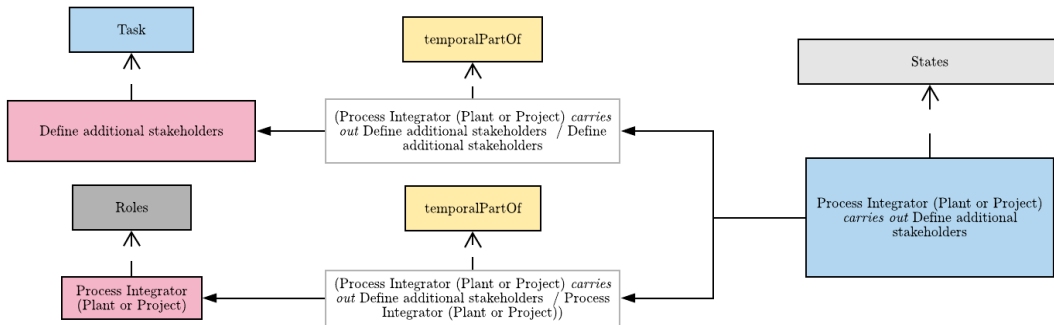 Task
temporalPartOf
States
Define additional stakeholders
(Process Integrator (Plant or Project) carries
out Define additional stakeholders / Define
additional stakeholders
Process Integrator (Plant or Project)
carries out Define additional
stakeholders
Roles
temporalPartOf
Process Integrator
(Plant or Project)
(Process Integrator (Plant or Project) carries
out Define additional stakeholders / Process
Integrator (Plant or Project))